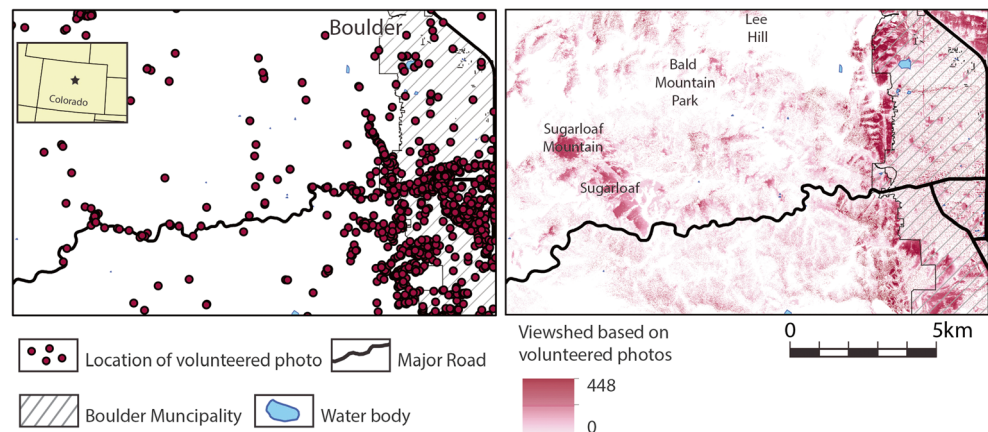 Boulder
Colorado
Lee
Hill
Bald
Mountain
Park
Sugarloaf
Mountain
Sugarloaf
Location of volunteered photo
Major Road
Boulder Muncipality
Water body
Viewshed based on
volunteered photos
448
0
0
5km